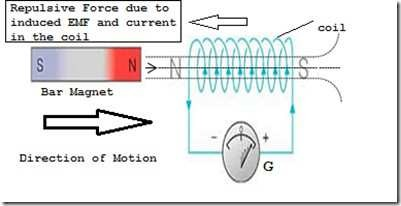 Repulsive Force due to
induced EMF and current
in the coil
coil
S N N S
Bar Magnet
- +
G
Direction of Motion